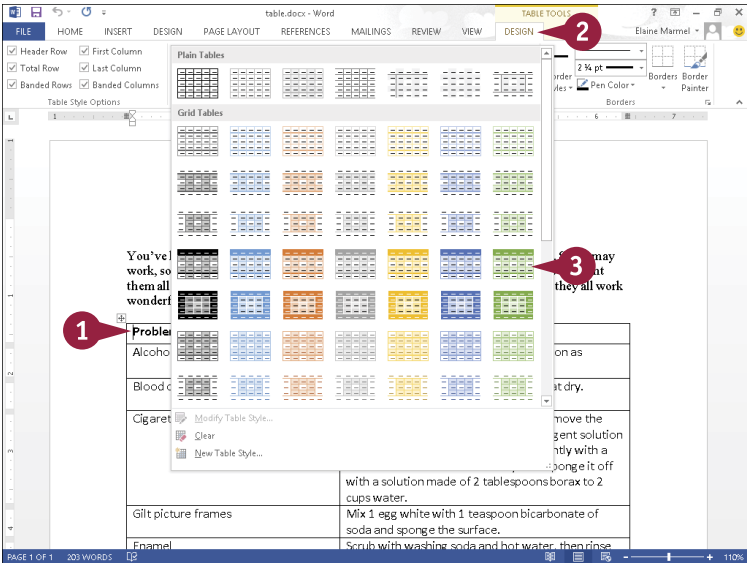 table.docx - Word
TABLE TOOLS
FILE HOME INSERT DESIGN PAGE LAYOUT REFERENCES MAILINGS REVIEW VIEW DESIGN
Elaine Marmel
2
Header Row First Column
Total Row Last Column
Banded Rows Banded Columns
Table Style Options
Plain Tables
Grid Tables
2 ¼ pt
Pen Color
Borders Border
Painter
Borders
1 6 7
You've
may
work, so
nt
them all
they all work
wonderf
3
1
Problem
Alcoho
on as
Blood
at dry.
Cigaret
move the
gent solution
ntly with a
ponge it off
with a solution made of 2 tablespoons borax to 2
cups water.
Gilt picture frames
Mix 1 egg white with 1 teaspoon bicarbonate of
soda and sponge the surface.
Enamel
Scrub with washing soda and hot water, then rinse
Modify Table Style...
Clear
New Table Style...
PAGE 1 OF 1 203 WORDS
110%